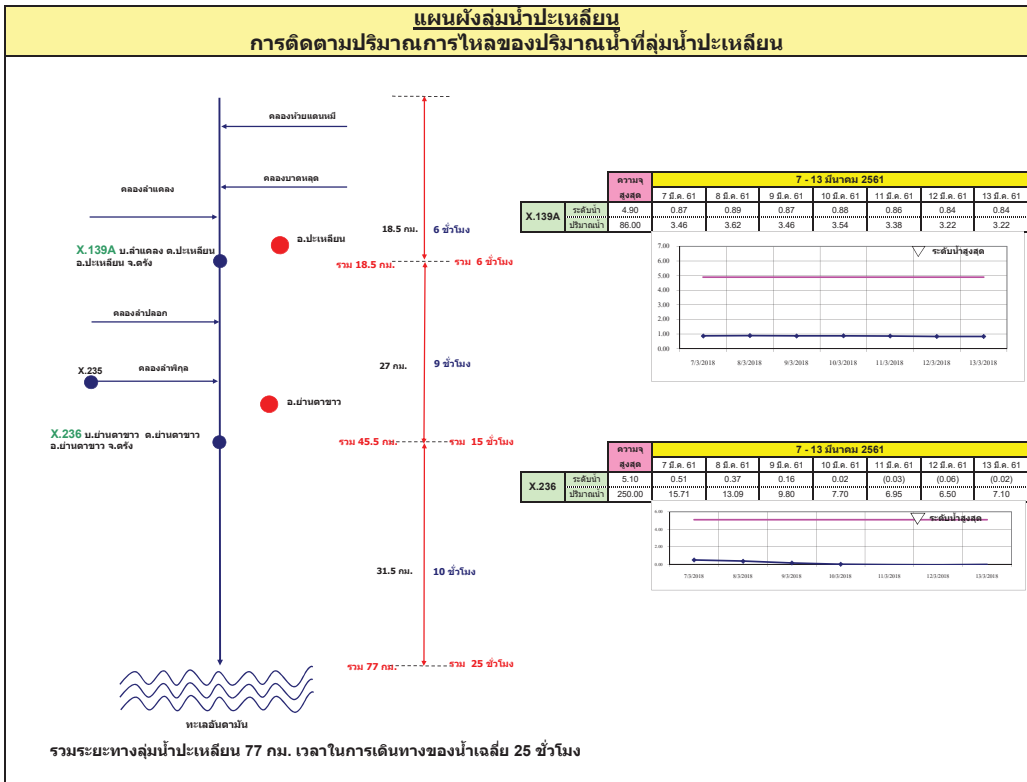 แผนผังลุ่มน้ำปะเหลียน
การติดตามปริมาณการไหลของปริมาณน้ำที่ลุ่มน้ำปะเหลียน
คลองห้วยแดนหมี
คลองบาตหลุด
คลองลำแคลง
18.5 กม. 6 ชั่วโมง
อ.ปะเหลียน
X.139A บ.ลำแคลง ต.ปะเหลียน
อ.ปะเหลียน จ.ตรัง
รวม 18.5 กม. รวม 6 ชั่วโมง
คลองลำปลอก
X.235 คลองลำพิกุล
27 กม. 9 ชั่วโมง
อ.ย่านตาขาว
X.236 บ.ย่านตาขาว ต.ย่านตาขาว
อ.ย่านตาขาว จ.ตรัง
รวม 45.5 กม. รวม 15 ชั่วโมง
31.5 กม. 10 ชั่วโมง
รวม 77 กม. รวม 25 ชั่วโมง
ทะเลอันดามัน
รวมระยะทางลุ่มน้ำปะเหลียน 77 กม. เวลาในการเดินทางของน้ำเฉลี่ย 25 ชั่วโมง
ความจุ 7 - 13 มีนาคม 2561
สูงสุด 7 มี.ค. 61 8 มี.ค. 61 9 มี.ค. 61 10 มี.ค. 61 11 มี.ค. 61 12 มี.ค. 61 13 มี.ค. 61
X.139A ระดับน้ำ 4.90 0.87 0.89 0.87 0.88 0.86 0.84 0.84
ปริมาณน้ำ 86.00 3.46 3.62 3.46 3.54 3.38 3.22 3.22
ระดับน้ำสูงสุด
7.00
6.00
5.00
4.00
3.00
2.00
1.00
0.00
7/3/2018 8/3/2018 9/3/2018 10/3/2018 11/3/2018 12/3/2018 13/3/2018
ความจุ 7 - 13 มีนาคม 2561
สูงสุด 7 มี.ค. 61 8 มี.ค. 61 9 มี.ค. 61 10 มี.ค. 61 11 มี.ค. 61 12 มี.ค. 61 13 มี.ค. 61
X.236 ระดับน้ำ 5.10 0.51 0.37 0.16 0.02 (0.03) (0.06) (0.02)
ปริมาณน้ำ 250.00 15.71 13.09 9.80 7.70 6.95 6.50 7.10
ระดับน้ำสูงสุด
6.00
4.00
2.00
0.00
7/3/2018 8/3/2018 9/3/2018 10/3/2018 11/3/2018 12/3/2018 13/3/2018